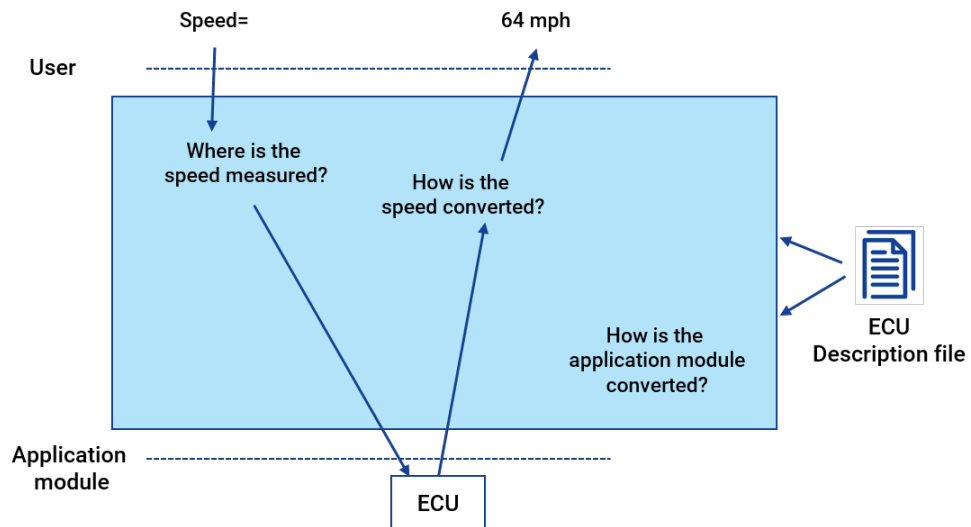 Speed=
64 mph
User
Where is the
speed measured?
How is the
speed converted?
How is the
application module
converted?
ECU
Description file
Application
module
ECU